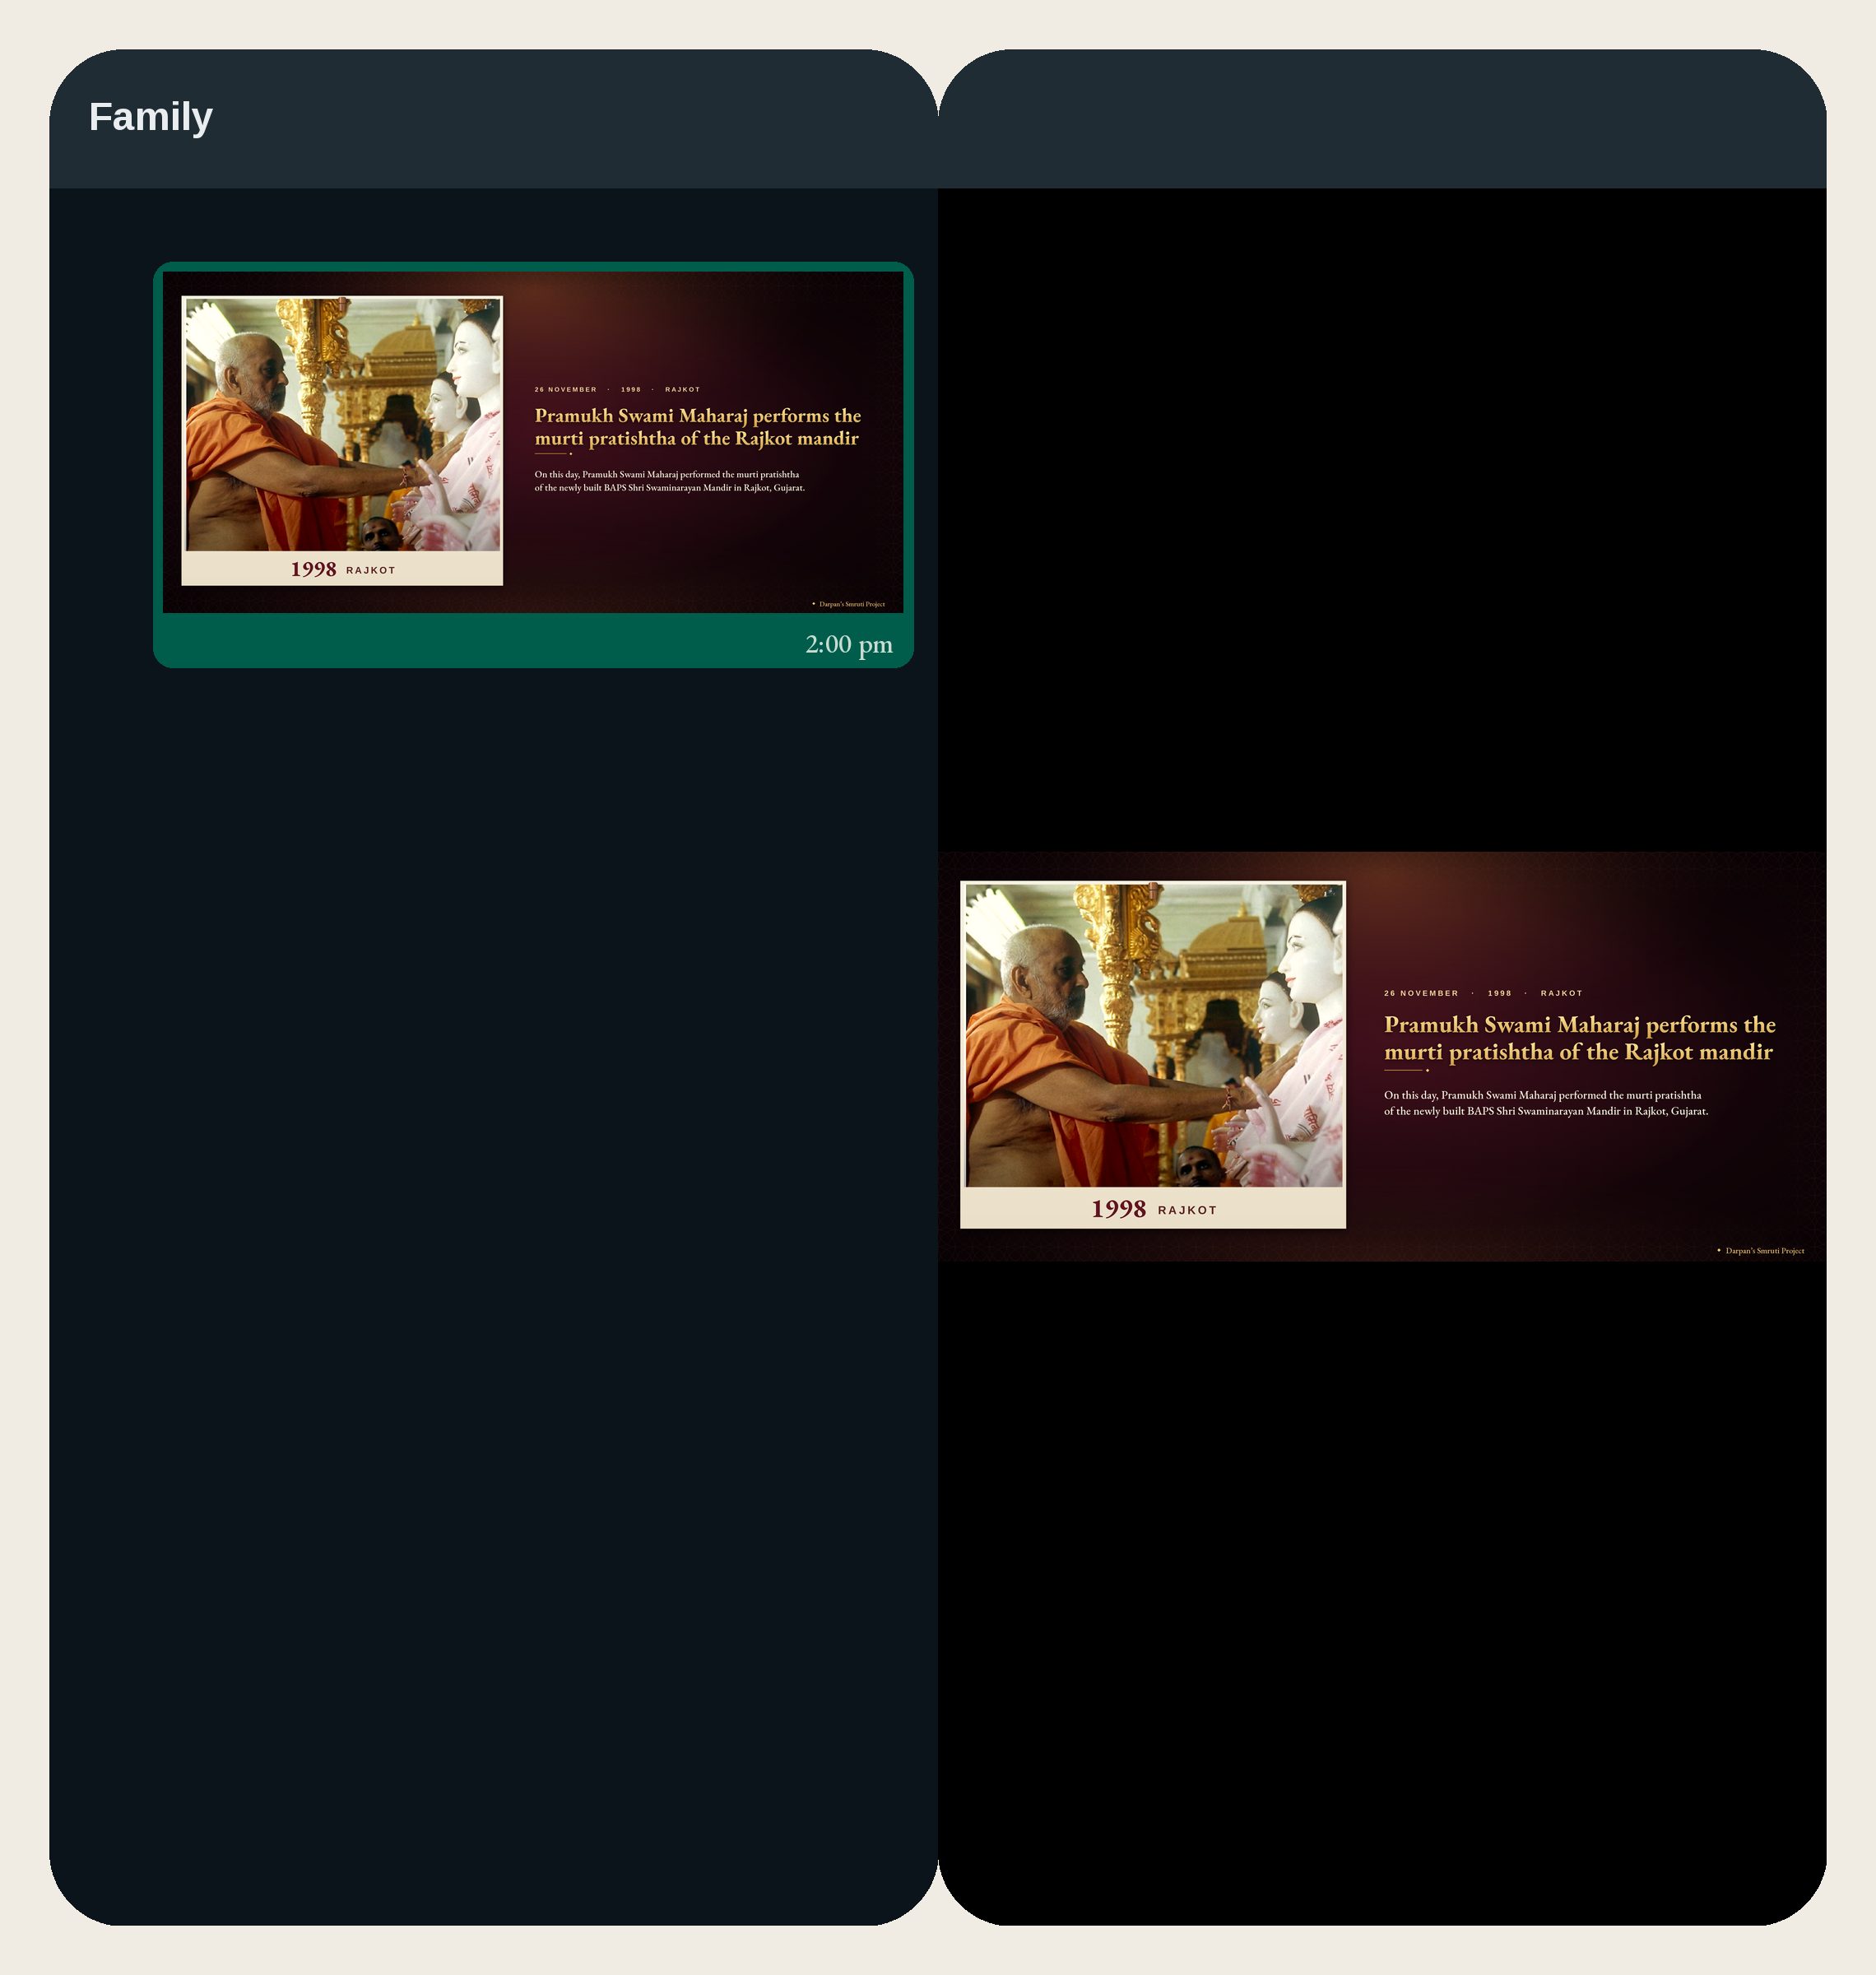 Family
26 NOVEMBER · 1998 · RAJKOT
Pramukh Swami Maharaj performs the
murti pratishtha of the Rajkot mandir
On this day, Pramukh Swami Maharaj performed the murti pratishtha
of the newly built BAPS Shri Swaminarayan Mandir in Rajkot, Gujarat.
1998 RAJKOT
Darpan's Smruti Project
2:00 pm
26 NOVEMBER · 1998 · RAJKOT
Pramukh Swami Maharaj performs the
murti pratishtha of the Rajkot mandir
On this day, Pramukh Swami Maharaj performed the murti pratishtha
of the newly built BAPS Shri Swaminarayan Mandir in Rajkot, Gujarat.
1998 RAJKOT
Darpan's Smruti Project